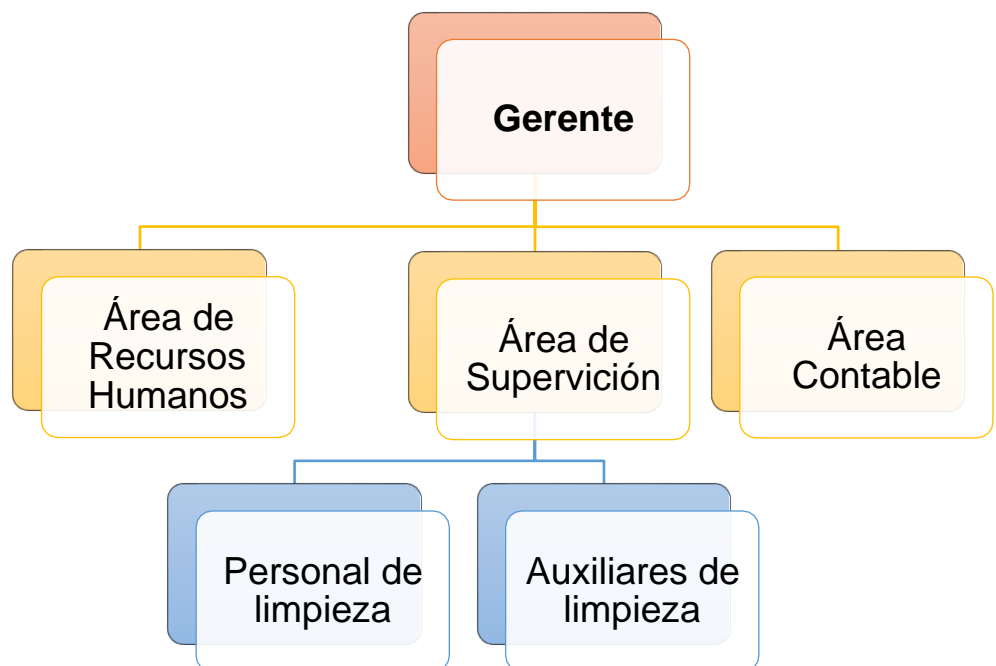 Gerente
Área de
Recursos
Humanos
Área de
Supervición
Área
Contable
Personal de
limpieza
Auxiliares de
limpieza